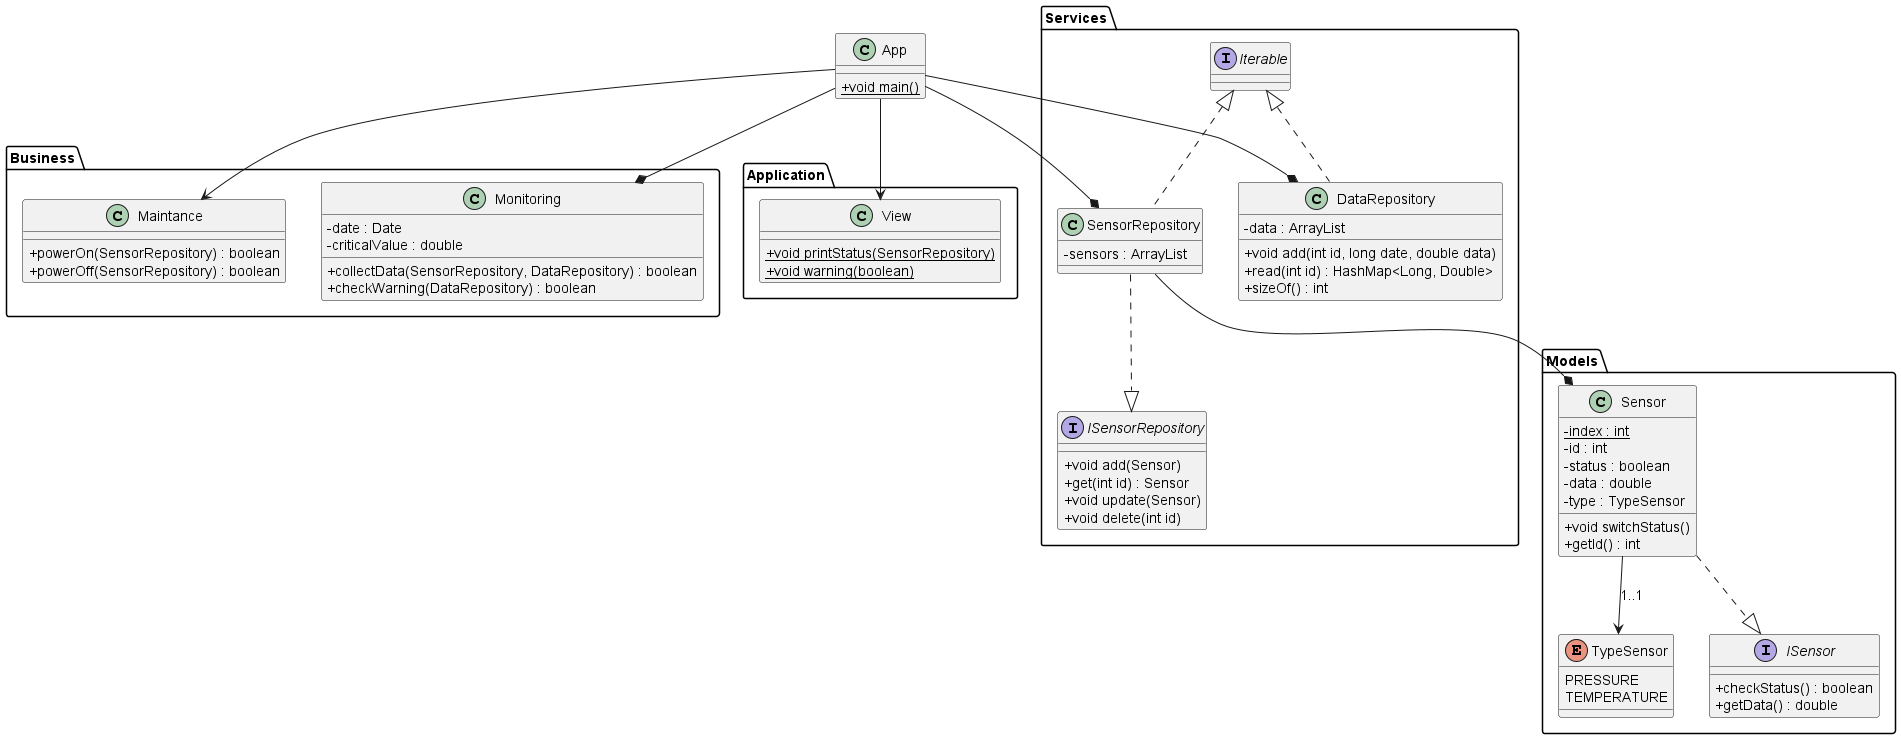 Services
I Iterable
C App
+void main()
Business
C Maintance
+powerOn(SensorRepository) : boolean
+powerOff(SensorRepository) : boolean
C Monitoring
-date : Date
-criticalValue : double
+collectData(SensorRepository, DataRepository) : boolean
+checkWarning(DataRepository) : boolean
Application
C View
+void printStatus(SensorRepository)
+void warning(boolean)
C SensorRepository
-sensors : ArrayList
C DataRepository
-data : ArrayList
+void add(int id, long date, double data)
+read(int id) : HashMap<Long, Double>
+sizeOf() : int
I ISensorRepository
+void add(Sensor)
+get(int id) : Sensor
+void update(Sensor)
+void delete(int id)
Models
C Sensor
-index : int
-id : int
-status : boolean
-data : double
-type : TypeSensor
+void switchStatus()
+getId() : int
1..1
E TypeSensor
PRESSURE
TEMPERATURE
I ISensor
+checkStatus() : boolean
+getData() : double